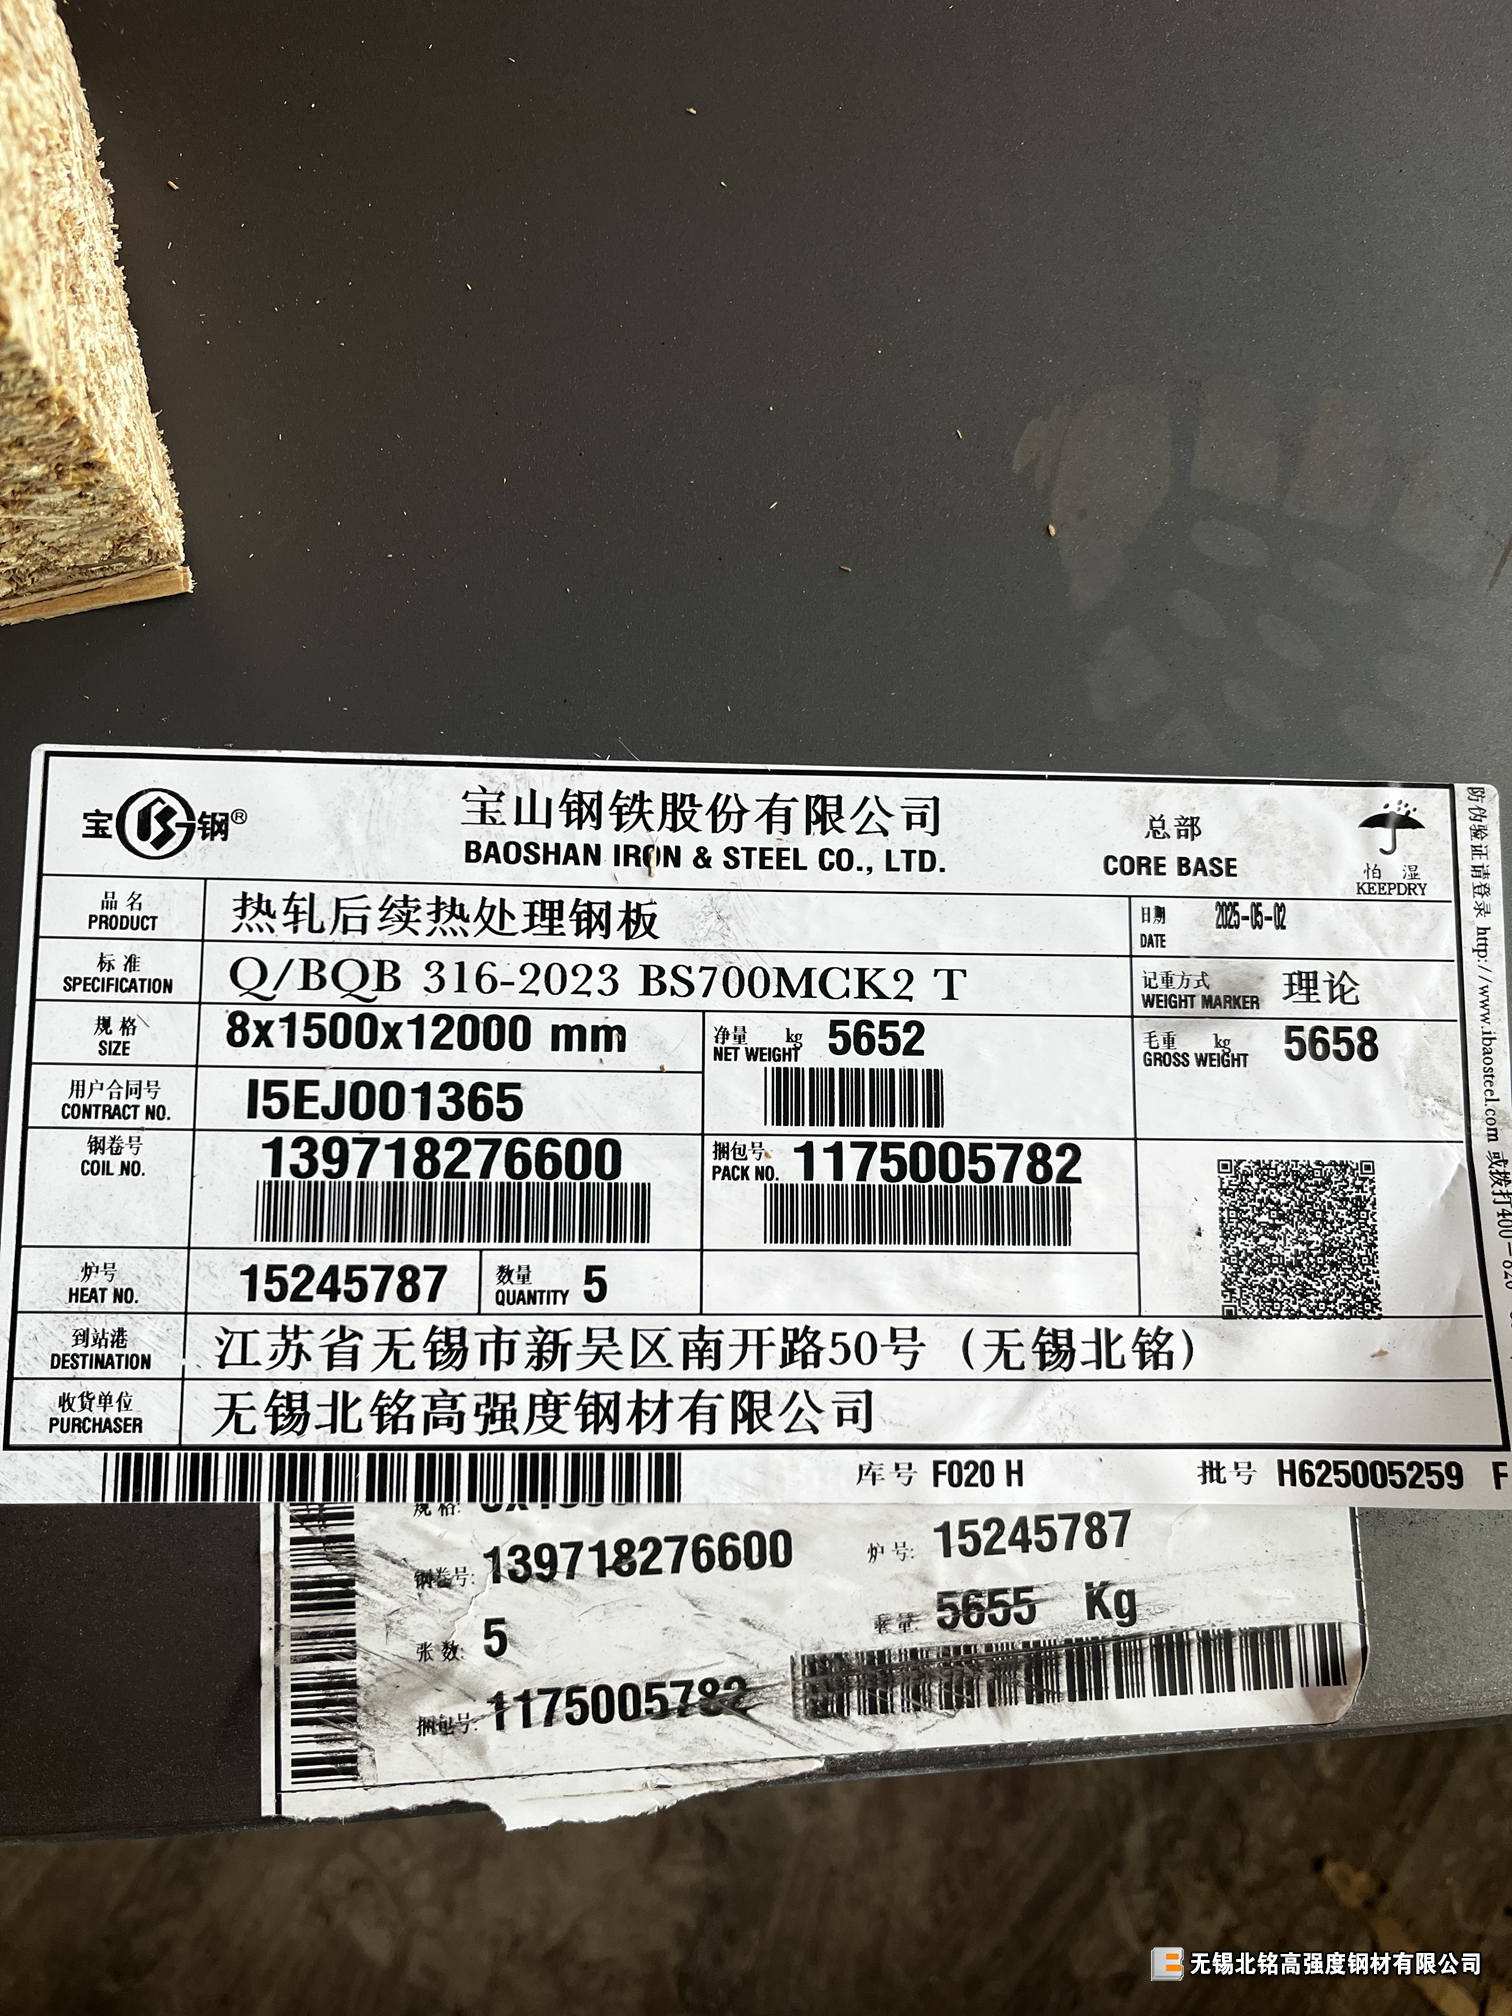 宝 钢®
宝山钢铁股份有限公司
BAOSHAN IRON & STEEL CO., LTD.
总部
CORE BASE
怕 湿
KEEPDRY
品 名
PRODUCT
热轧后续热处理钢板
日期
DATE
2025-05-02
标 准
SPECIFICATION
Q/BQB 316-2023 BS700MCK2 T
记重方式
WEIGHT MARKER
理论
规 格
SIZE
8x1500x12000 mm
净量 kg
NET WEIGHT
5652
毛重 kg
GROSS WEIGHT
5658
用户合同号
CONTRACT NO.
I5EJ001365
钢卷号
COIL NO.
139718276600
捆包号
PACK NO.
1175005782
炉号
HEAT NO.
15245787
数量
QUANTITY
5
到站港
DESTINATION
江苏省无锡市新吴区南开路50号（无锡北铭）
收货单位
PURCHASER
无锡北铭高强度钢材有限公司
库号 F020 H
批号 H625005259 F
防伪验证请登录 http://www.ibaosteel.com 或拨打400-820
规 格:
钢卷号: 139718276600
炉 号: 15245787
张 数: 5
重 量: 5655 Kg
捆包号: 1175005782
无锡北铭高强度钢材有限公司